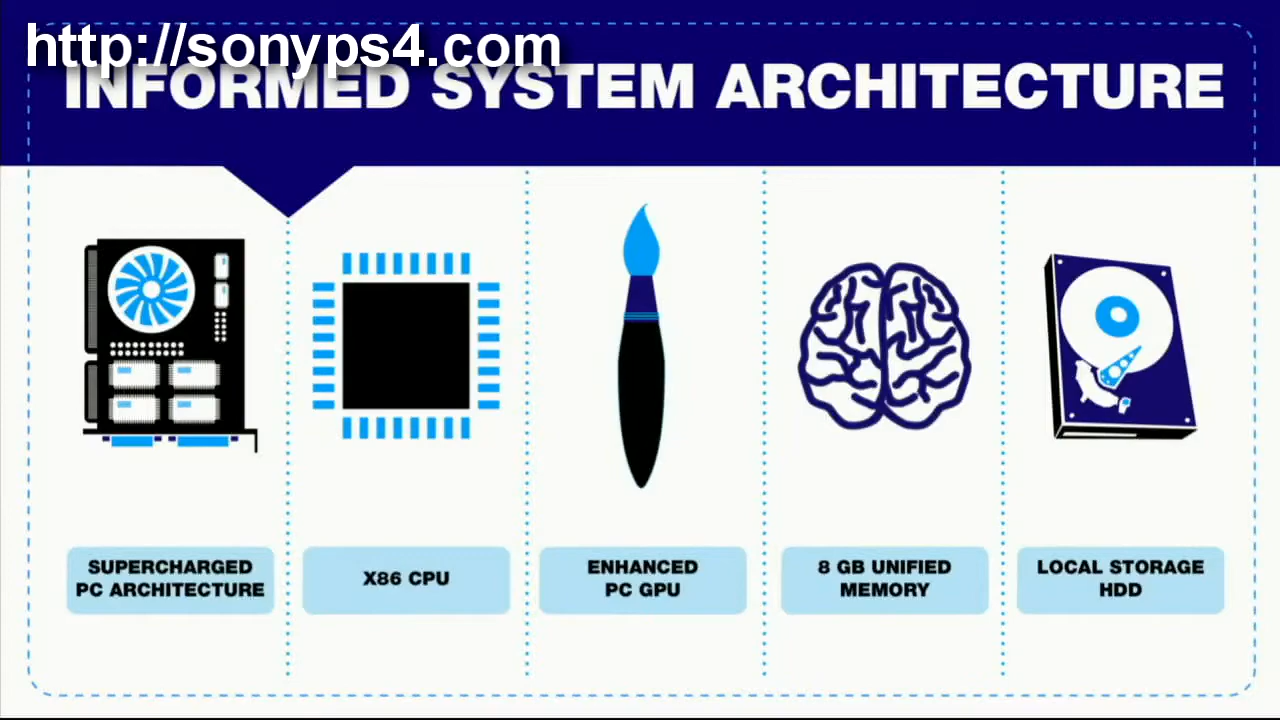 http://sonyps4.com
INFORMED SYSTEM ARCHITECTURE
SUPERCHARGED
PC ARCHITECTURE
X86 CPU
ENHANCED
PC GPU
8 GB UNIFIED
MEMORY
LOCAL STORAGE
HDD